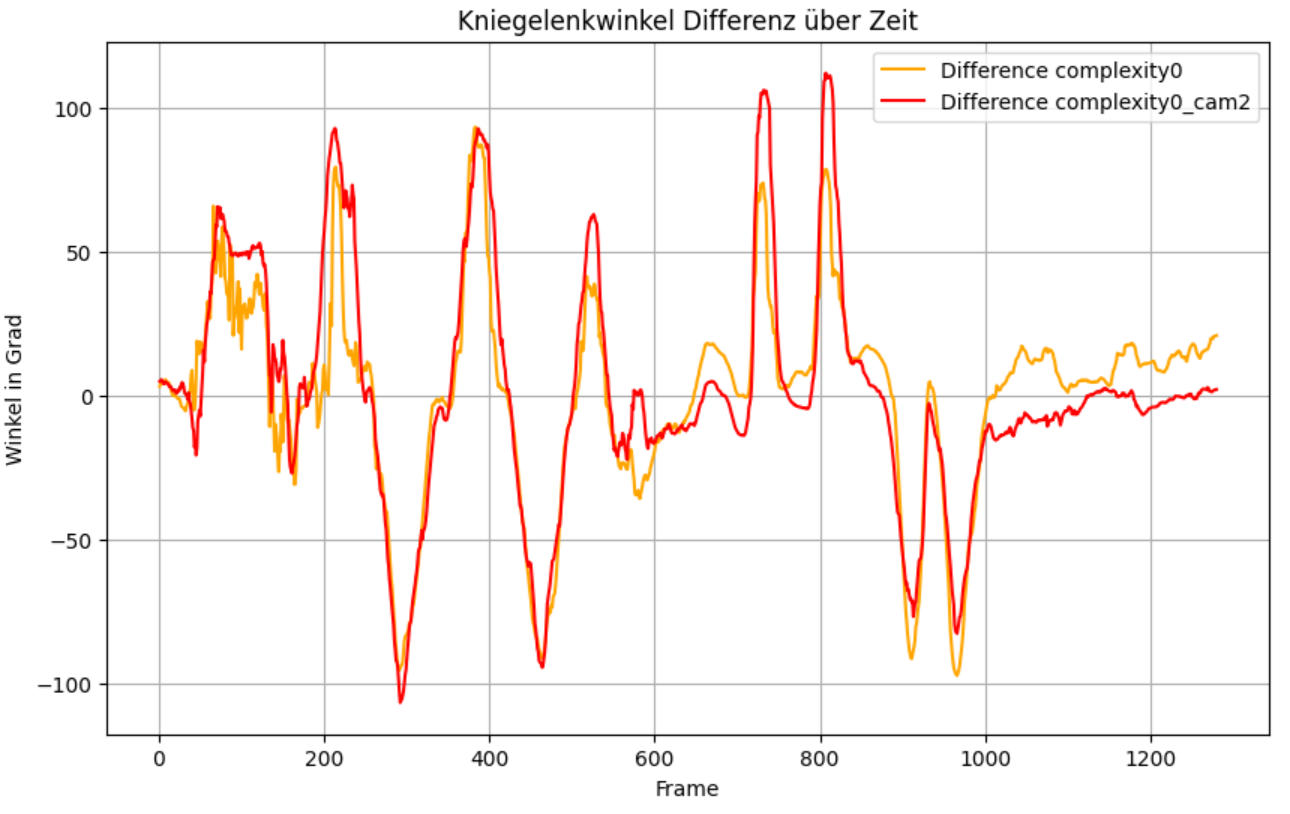 Kniegelenkwinkel Differenz über Zeit
Difference complexity0
Difference complexity0_cam2
Winkel in Grad
100
50
0
−50
−100
0 200 400 600 800 1000 1200
Frame